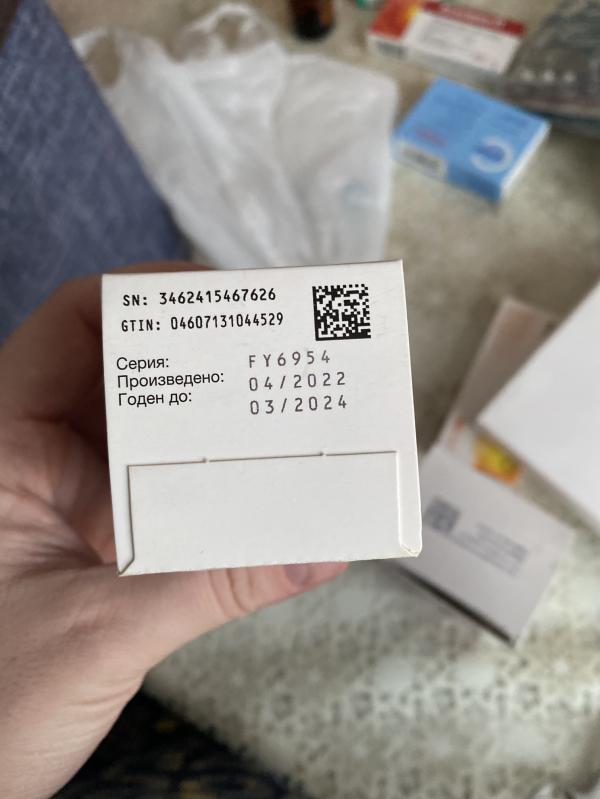 SN: 3462415467626
GTIN: 04607131044529
Серия: FY6954
Произведено: 04/2022
Годен до: 03/2024